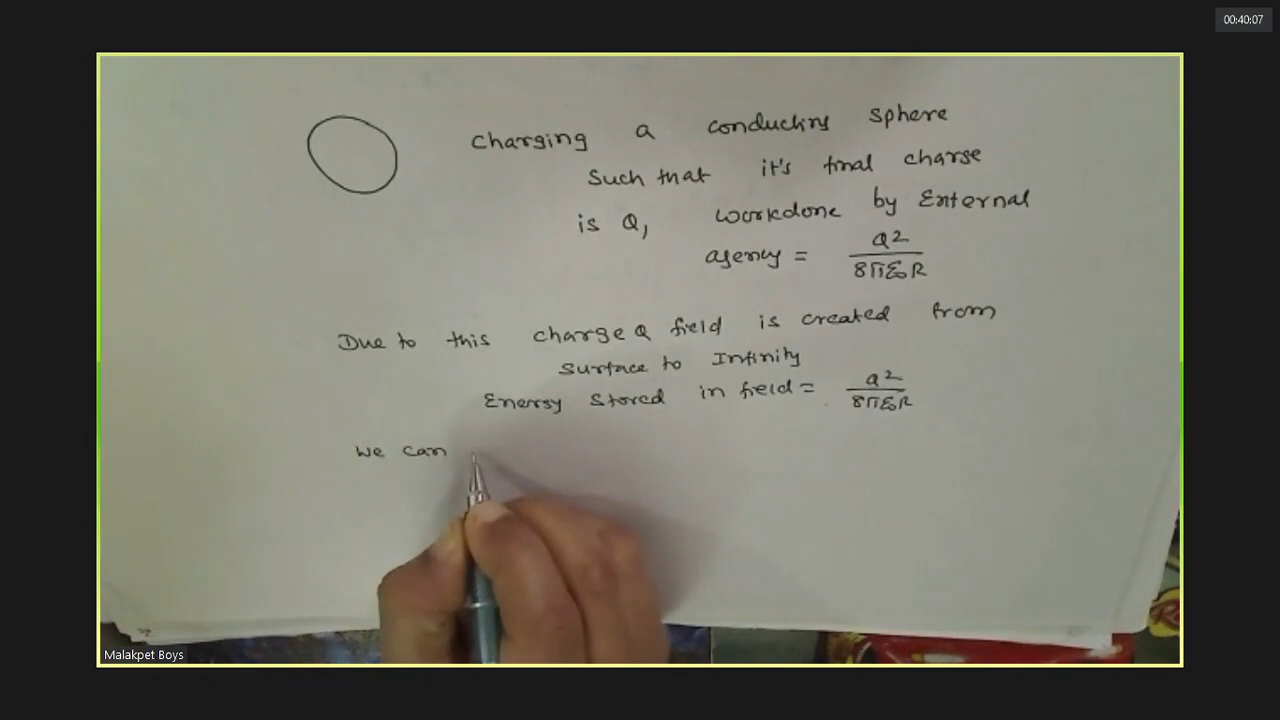 00:40:07
Charging a conducting sphere
Such that it's final charge
is Q, workdone by External
agency = Q2 / 8πε0R
Due to this charge Q field is created from
Surface to Infinity
Energy Stored in field = Q2 / 8πε0R
We can
Malakpet Boys